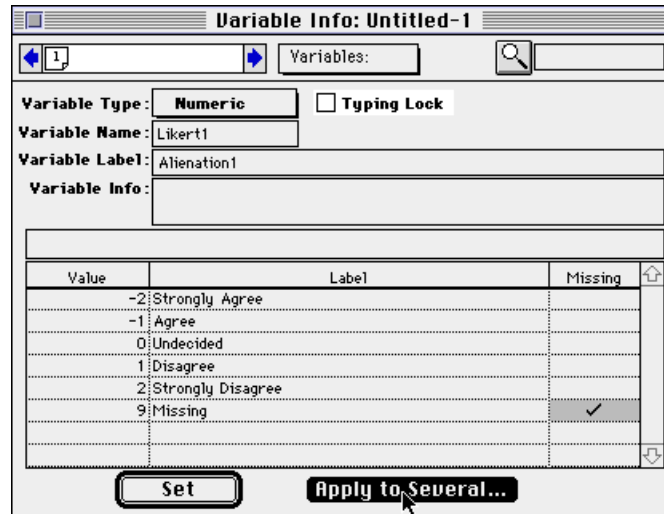 Variable Info: Untitled-1
1 Variables:
Variable Type: Numeric Typing Lock
Variable Name: Likert1
Variable Label: Alienation1
Variable Info:
Value Label Missing
-2 Strongly Agree
-1 Agree
0 Undecided
1 Disagree
2 Strongly Disagree
9 Missing
Set Apply to Several...